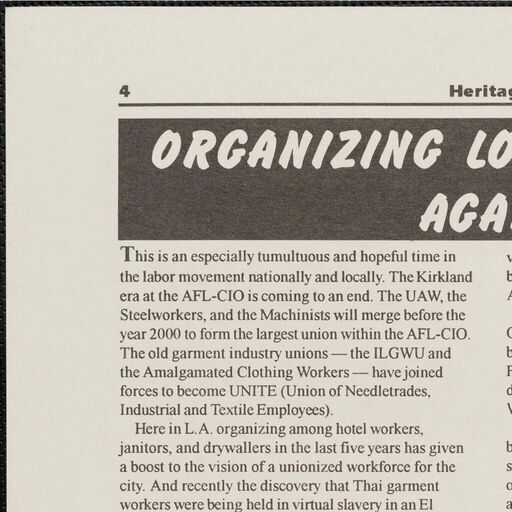 4
ORGANIZING
This is an especially tumultuous and hopeful time in
the labor movement nationally and locally. The Kirkland
era at the AFL-CIO is coming to an end. The UAW, the
Steelworkers, and the Machinists will merge before the
year 2000 to form the largest union within the AFL-CIO.
The old garment industry unions — the ILGWU and
the Amalgamated Clothing Workers — have joined
forces to become UNITE (Union of Needletrades,
Industrial and Textile Employees).
Here in L.A. organizing among hotel workers,
janitors, and drywallers in the last five years has given
a boost to the vision of a unionized workforce for the
city. And recently the discovery that Thai garment
workers were being held in virtual slavery in an El